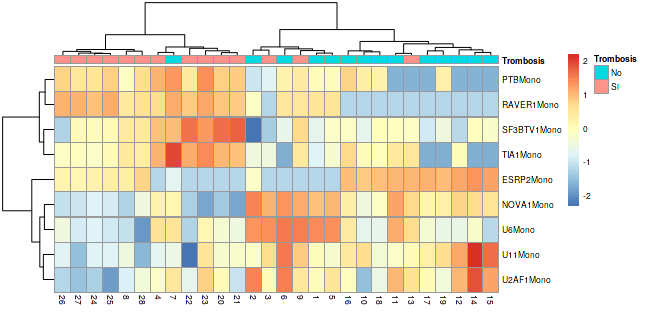 Trombosis
PTBMono
RAVER1Mono
SF3BTV1Mono
TIA1Mono
ESRP2Mono
NOVA1Mono
U6Mono
U11Mono
U2AF1Mono
26 27 24 25 8 28 4 7 22 23 20 21 2 3 6 9 1 5 16 10 18 11 13 17 19 12 14 15
2
1
0
-1
-2
Trombosis
No
SI